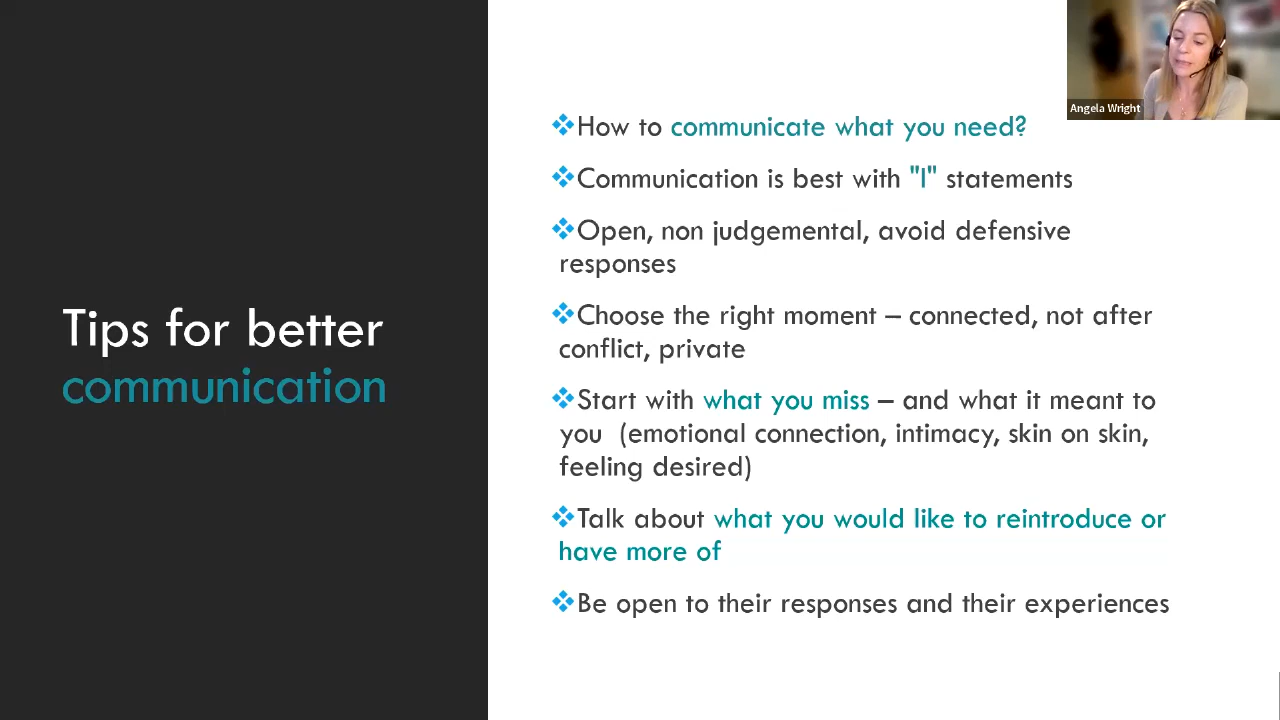 Angela Wright
Tips for better
communication
How to communicate what you need?
Communication is best with "I" statements
Open, non judgemental, avoid defensive
responses
Choose the right moment – connected, not after
conflict, private
Start with what you miss – and what it meant to
you (emotional connection, intimacy, skin on skin,
feeling desired)
Talk about what you would like to reintroduce or
have more of
Be open to their responses and their experiences